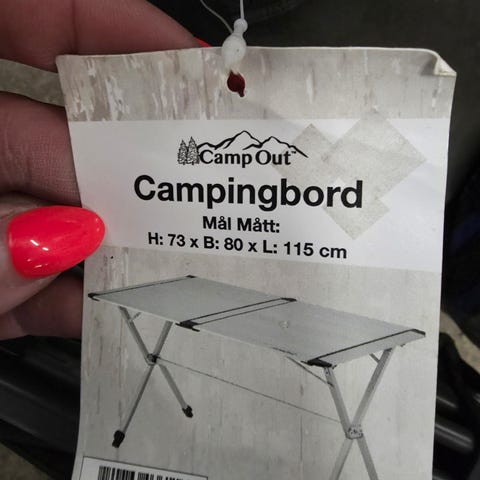 Camp Out
Campingbord
Mål Mått:
H: 73 x B: 80 x L: 115 cm